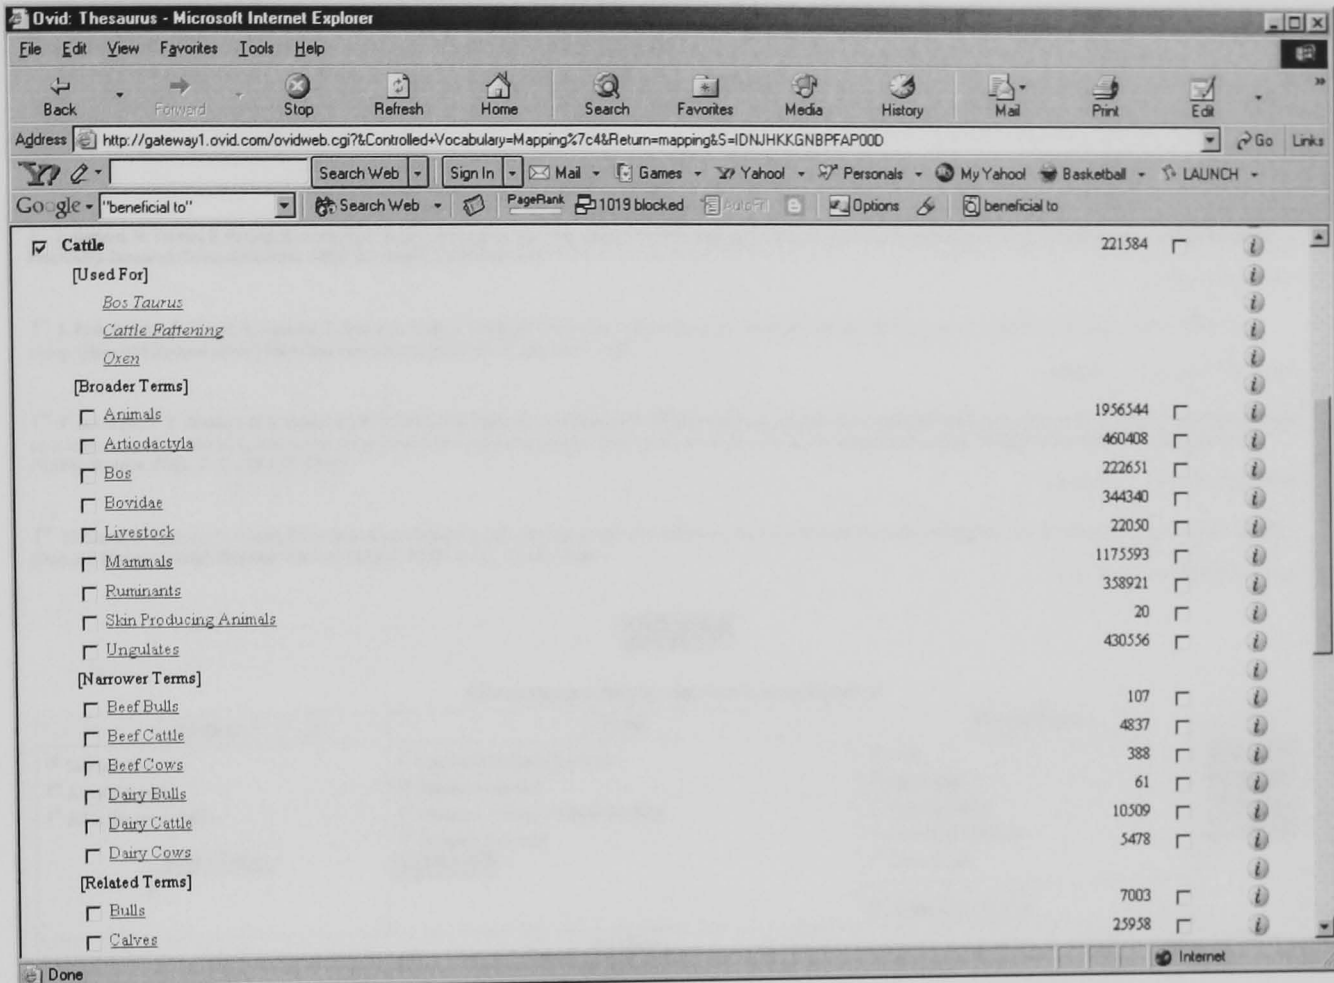 Ovid: Thesaurus - Microsoft Internet Explorer
File Edit View Favorites Tools Help
Back Forward Stop Refresh Home Search Favorites Media History Mail Print Edit »
Address http://gateway1.ovid.com/ovidweb.cgi?&Controlled+Vocabulary=Mapping%7c4&Return=mapping&S=IDNJHKKGNBPFAP00D Go Links
Y! Search Web Sign In Mail Games Yahoo! Personals My Yahoo! Basketball LAUNCH
Google "beneficial to" Search Web PageRank 1019 blocked AutoFill Options beneficial to
Cattle 221584 i
[Used For] i
Bos Taurus i
Cattle Fattening i
Oxen i
[Broader Terms] i
Animals 1956544 i
Artiodactyla 460408 i
Bos 222651 i
Bovidae 344340 i
Livestock 22050 i
Mammals 1175593 i
Ruminants 358921 i
Skin Producing Animals 20 i
Ungulates 430556 i
[Narrower Terms] i
Beef Bulls 107 i
Beef Cattle 4837 i
Beef Cows 388 i
Dairy Bulls 61 i
Dairy Cattle 10509 i
Dairy Cows 5478 i
[Related Terms] i
Bulls 7003 i
Calves 25958 i
Done Internet